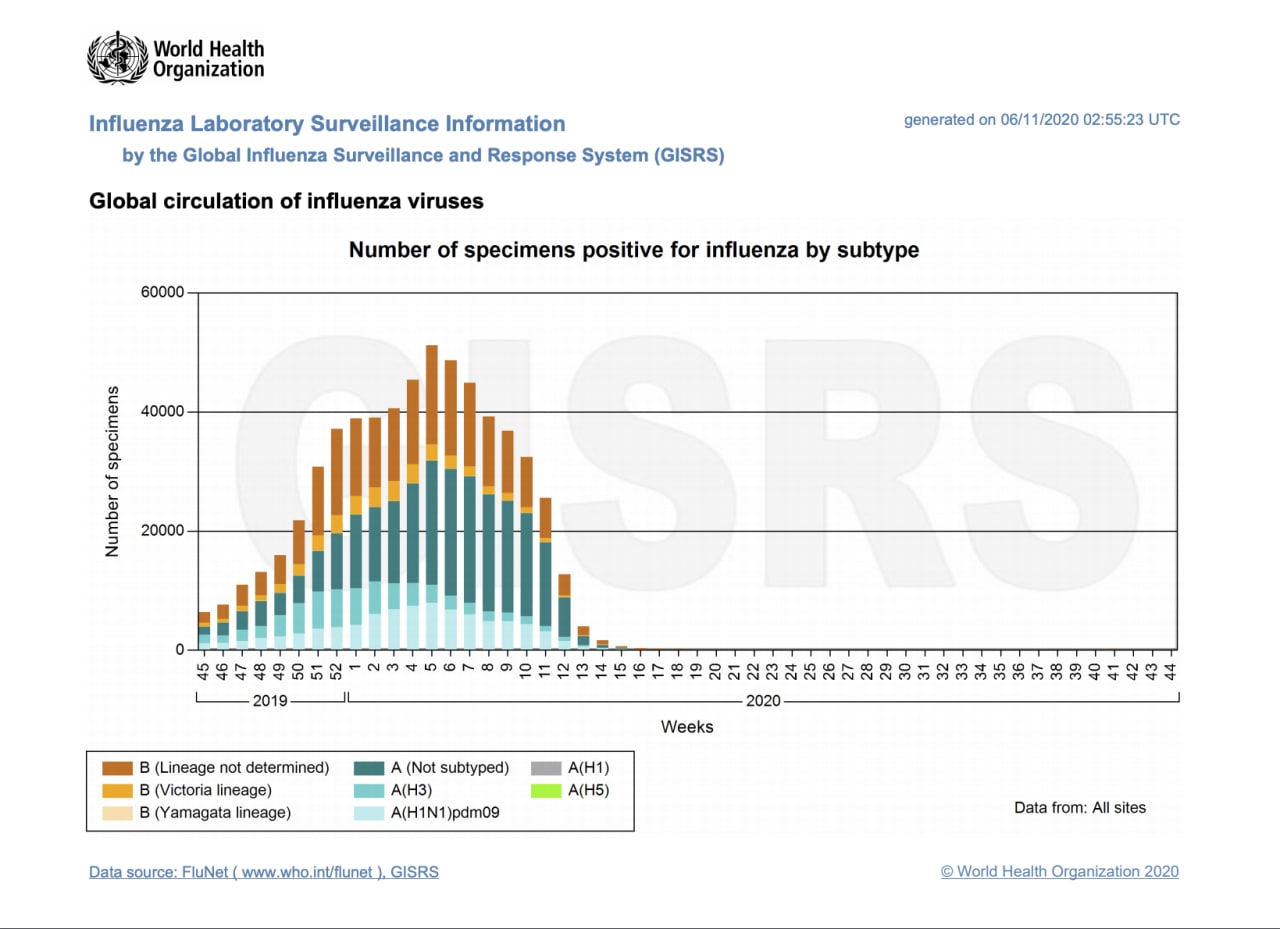 World Health
Organization
Influenza Laboratory Surveillance Information
generated on 06/11/2020 02:55:23 UTC
by the Global Influenza Surveillance and Response System (GISRS)
Global circulation of influenza viruses
Number of specimens positive for influenza by subtype
GISRS
Number of specimens
60000
40000
20000
0
45 46 47 48 49 50 51 52 1 2 3 4 5 6 7 8 9 10 11 12 13 14 15 16 17 18 19 20 21 22 23 24 25 26 27 28 29 30 31 32 33 34 35 36 37 38 39 40 41 42 43 44
2019 2020
Weeks
B (Lineage not determined) A (Not subtyped) A(H1)
B (Victoria lineage) A(H3) A(H5)
B (Yamagata lineage) A(H1N1)pdm09
Data from: All sites
Data source: FluNet ( www.who.int/flunet ), GISRS
© World Health Organization 2020